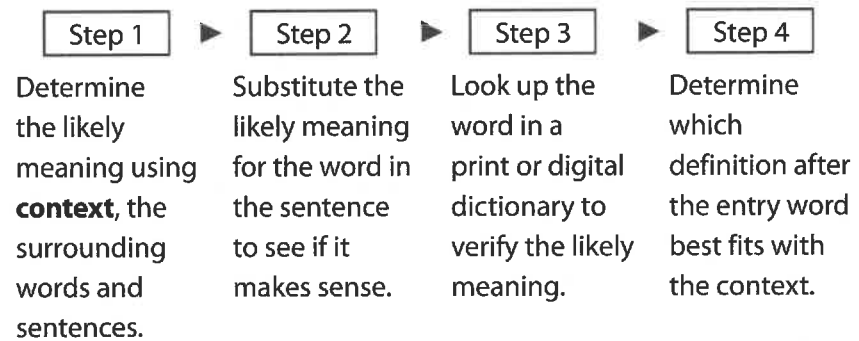 Step 1
Determine
the likely
meaning using
context, the
surrounding
words and
sentences.
Step 2
Substitute the
likely meaning
for the word in
the sentence
to see if it
makes sense.
Step 3
Look up the
word in a
print or digital
dictionary to
verify the likely
meaning.
Step 4
Determine
which
definition after
the entry word
best fits with
the context.